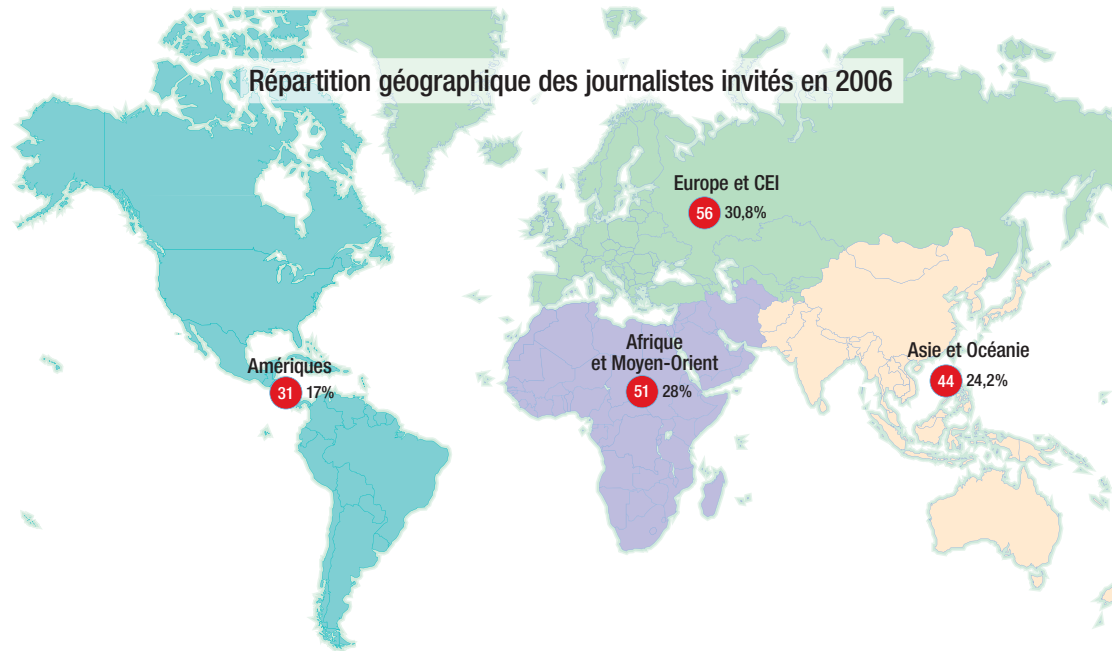 Répartition géographique des journalistes invités en 2006
Europe et CEI
56 30,8%
Afrique
et Moyen-Orient
51 28%
Asie et Océanie
44 24,2%
Amériques
31 17%